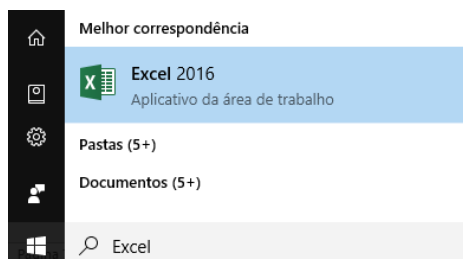 Melhor correspondência
Excel 2016
Aplicativo da área de trabalho
Pastas (5+)
Documentos (5+)
Excel